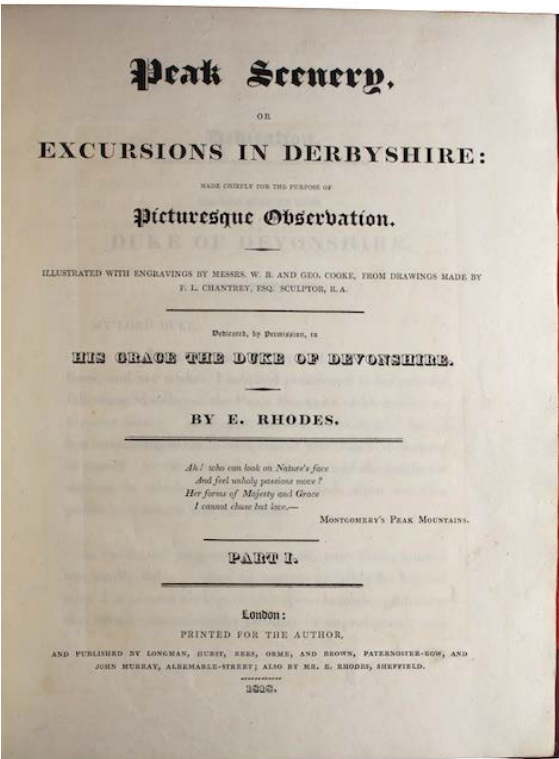 Peak Scenery,
OR
EXCURSIONS IN DERBYSHIRE:
MADE CHIEFLY FOR THE PURPOSE OF
Picturesque Observation.
ILLUSTRATED WITH ENGRAVINGS BY MESSRS. W. B. AND GEO. COOKE, FROM DRAWINGS MADE BY
F. L. CHANTREY, ESQ. SCULPTOR, R. A.
Dedicated, by Permission, to
HIS GRACE THE DUKE OF DEVONSHIRE.
BY E. RHODES.
Ah! who can look on Nature's face
And feel unholy passions move?
Her forms of Majesty and Grace
I cannot chuse but love.—
MONTGOMERY'S PEAK MOUNTAINS.
PART I.
London:
PRINTED FOR THE AUTHOR,
AND PUBLISHED BY LONGMAN, HURST, REES, ORME, AND BROWN, PATERNOSTER-ROW, AND
JOHN MURRAY, ALBEMARLE-STREET; ALSO BY MR. E. RHODES, SHEFFIELD.
1818.